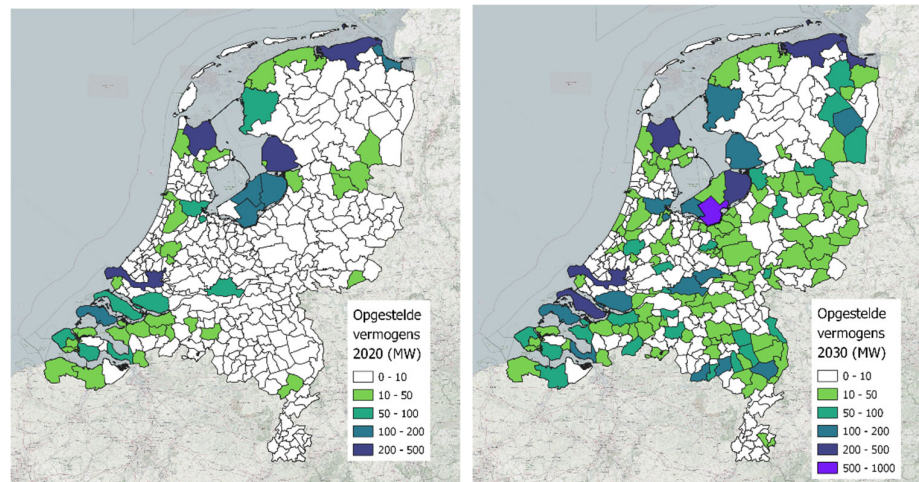 Opgestelde
vermogens
2020 (MW)
0 - 10
10 - 50
50 - 100
100 - 200
200 - 500
Opgestelde
vermogens
2030 (MW)
0 - 10
10 - 50
50 - 100
100 - 200
200 - 500
500 - 1000